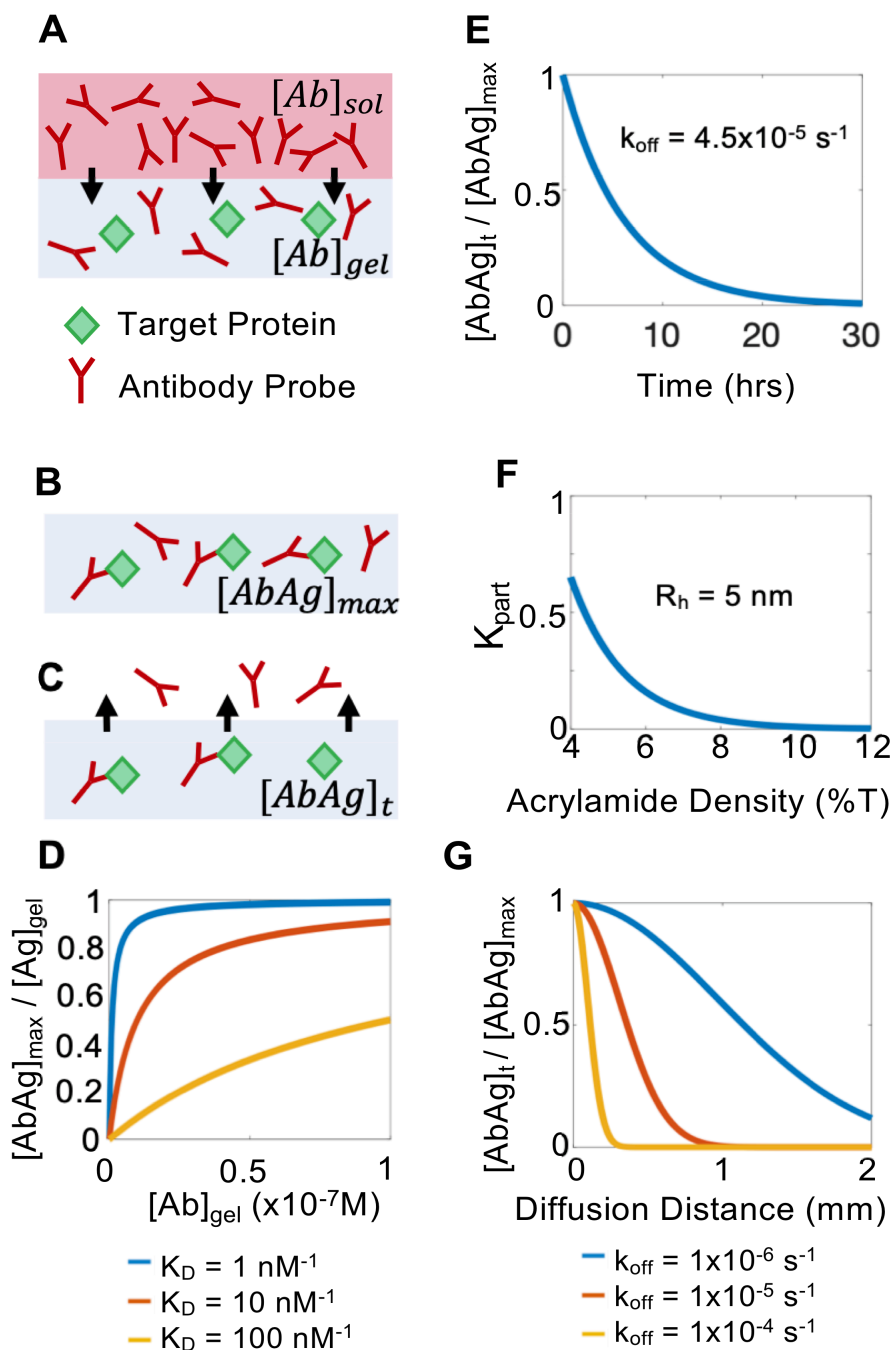 A
[Ab]sol
[Ab]gel
Target Protein
Antibody Probe
B
[AbAg]max
C
[AbAg]t
D
[AbAg]max / [Ag]gel
1
0.8
0.6
0.4
0.2
0
0 0.5 1
[Ab]gel (x10-7M)
KD = 1 nM-1
KD = 10 nM-1
KD = 100 nM-1
E
[AbAg]t / [AbAg]max
1
0.5
0
koff = 4.5x10-5 s-1
0 10 20 30
Time (hrs)
F
Kpart
1
0.5
0
Rh = 5 nm
4 6 8 10 12
Acrylamide Density (%T)
G
[AbAg]t / [AbAg]max
1
0.5
0
0 1 2
Diffusion Distance (mm)
koff = 1x10-6 s-1
koff = 1x10-5 s-1
koff = 1x10-4 s-1